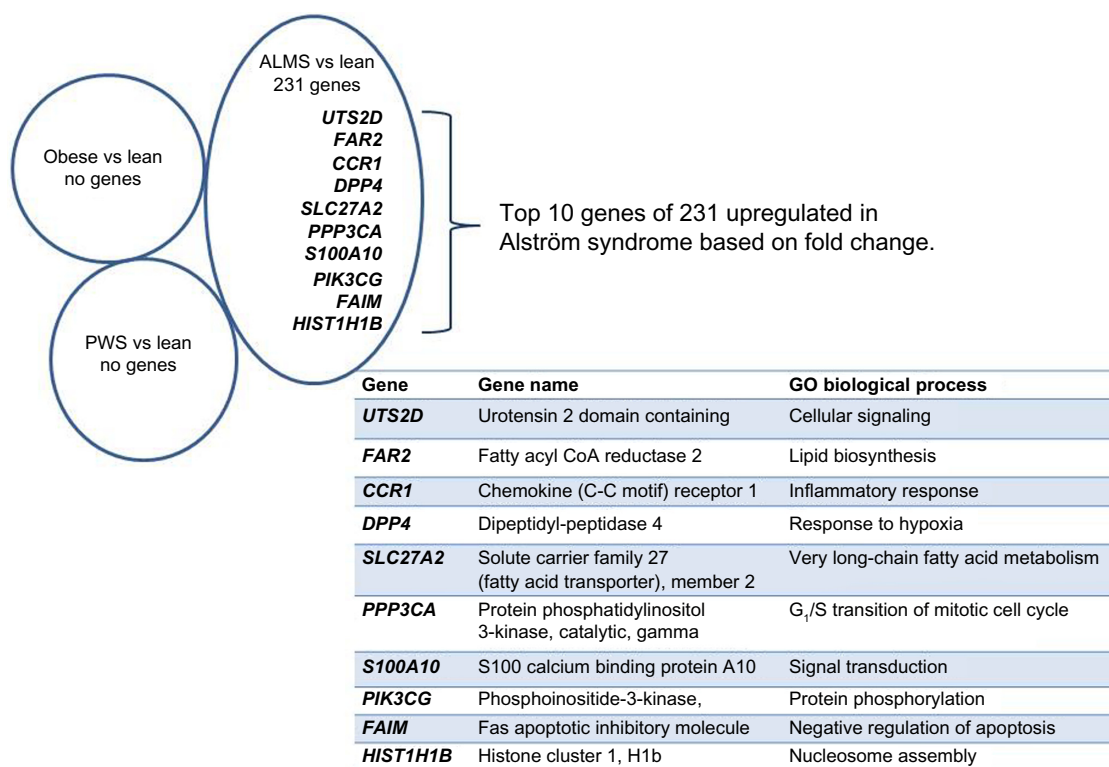 ALMS vs lean
231 genes
UTS2D
FAR2
CCR1
DPP4
SLC27A2
PPP3CA
S100A10
PIK3CG
FAIM
HIST1H1B
Obese vs lean
no genes
PWS vs lean
no genes
Top 10 genes of 231 upregulated in
Alström syndrome based on fold change.
Gene Gene name GO biological process
UTS2D Urotensin 2 domain containing Cellular signaling
FAR2 Fatty acyl CoA reductase 2 Lipid biosynthesis
CCR1 Chemokine (C-C motif) receptor 1 Inflammatory response
DPP4 Dipeptidyl-peptidase 4 Response to hypoxia
SLC27A2 Solute carrier family 27 Very long-chain fatty acid metabolism
(fatty acid transporter), member 2
PPP3CA Protein phosphatidylinositol G₁/S transition of mitotic cell cycle
3-kinase, catalytic, gamma
S100A10 S100 calcium binding protein A10 Signal transduction
PIK3CG Phosphoinositide-3-kinase, Protein phosphorylation
FAIM Fas apoptotic inhibitory molecule Negative regulation of apoptosis
HIST1H1B Histone cluster 1, H1b Nucleosome assembly